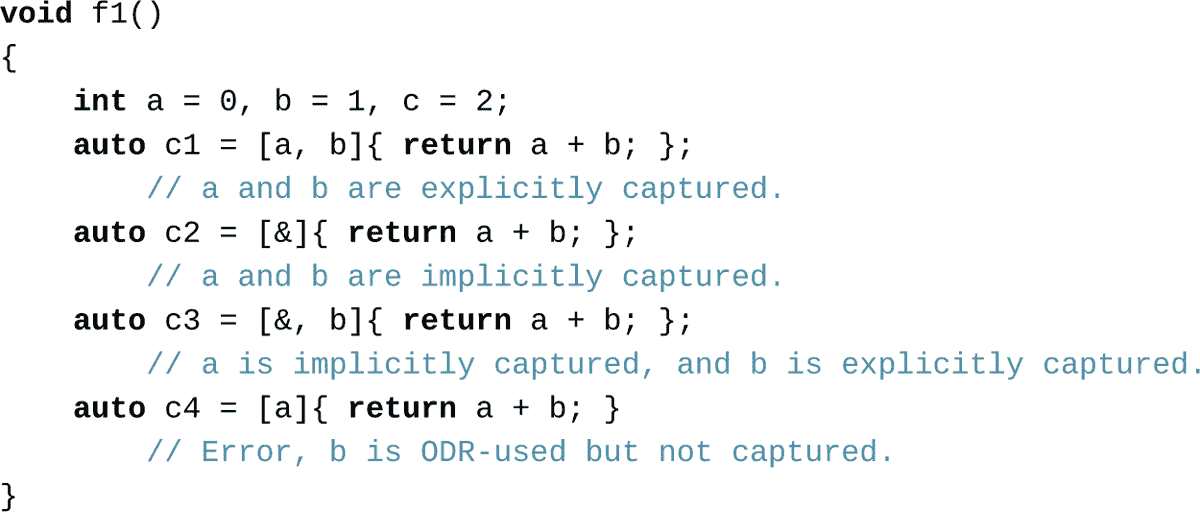 void f1()
{
    int a = 0, b = 1, c = 2;
    auto c1 = [a, b]{ return a + b; };
        // a and b are explicitly captured.
    auto c2 = [&]{ return a + b; };
        // a and b are implicitly captured.
    auto c3 = [&, b]{ return a + b; };
        // a is implicitly captured, and b is explicitly captured.
    auto c4 = [a]{ return a + b; }
        // Error, b is ODR-used but not captured.
}